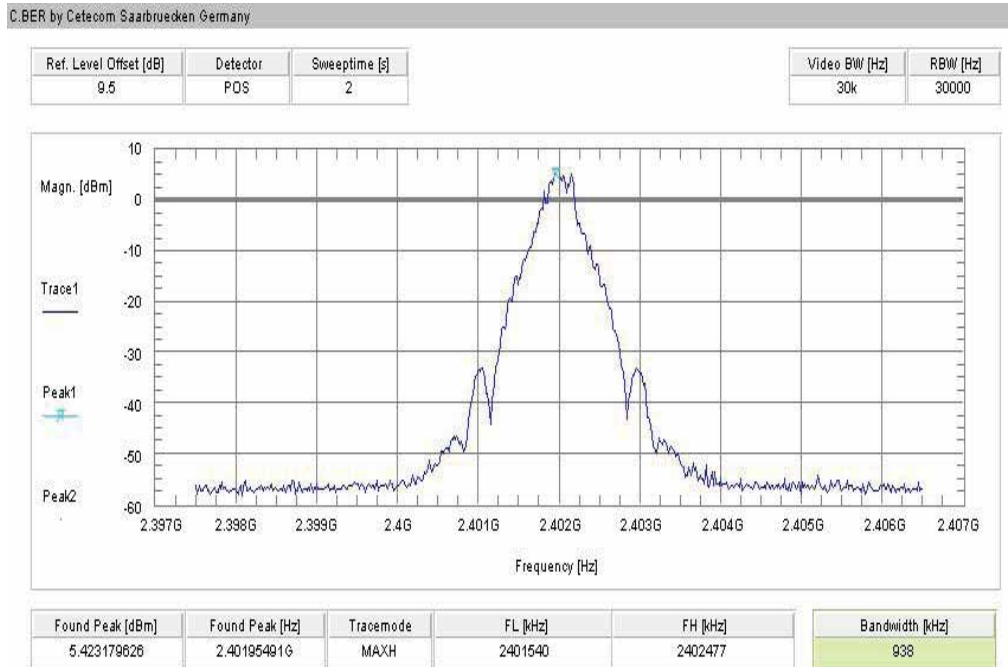 C.BER by Cetecom Saarbruecken Germany
Ref. Level Offset [dB] Detector Sweeptime [s] Video BW [Hz] RBW [Hz]
9.5 POS 2 30k 30000
10
Magn. [dBm]
0
-10
Trace1
-20
-30
Peak1
-40
-50
Peak2
-60
2.397G 2.398G 2.399G 2.4G 2.401G 2.402G 2.403G 2.404G 2.405G 2.406G 2.407G
Frequency [Hz]
Found Peak [dBm] Found Peak [Hz] Tracemode FL [kHz] FH [kHz] Bandwidth [kHz]
5.423179626 2.40195491G MAXH 2401540 2402477 938